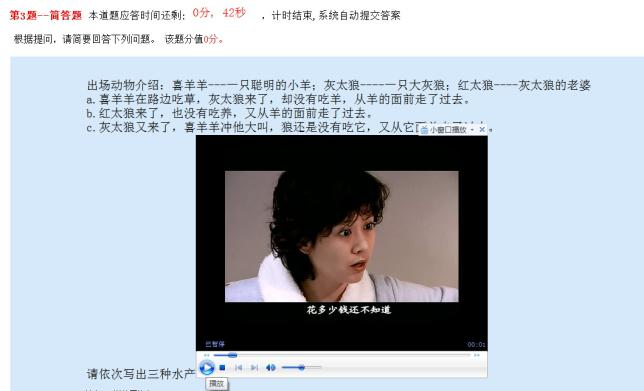 第3题--简答题 本道题应答时间还剩：0分，42秒 ，计时结束,系统自动提交答案
根据提问，请简要回答下列问题。 该题分值0分。
出场动物介绍：喜羊羊---一只聪明的小羊；灰太狼----一只大灰狼；红太狼----灰太狼的老婆
a.喜羊羊在路边吃草，灰太狼来了，却没有吃羊，从羊的面前走了过去。
b.红太狼来了，也没有吃养，又从羊的面前走了过去。
c.灰太狼又来了，喜羊羊冲他大叫，狼还是没有吃它，又从它
小窗口播放
花多少钱还不知道
已暂停 00:01
请依次写出三种水产
播放